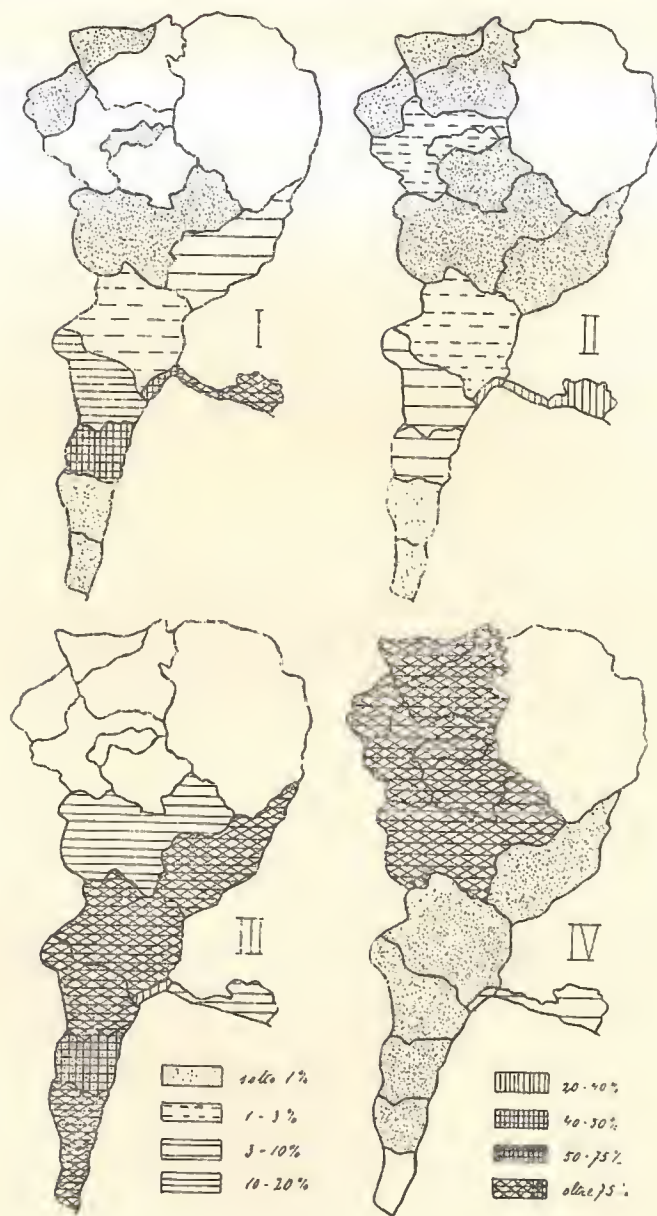 I
II
III
IV
sotto 1%
1-3%
3-10%
10-20%
20-40%
40-50%
50-75%
oltre 75%